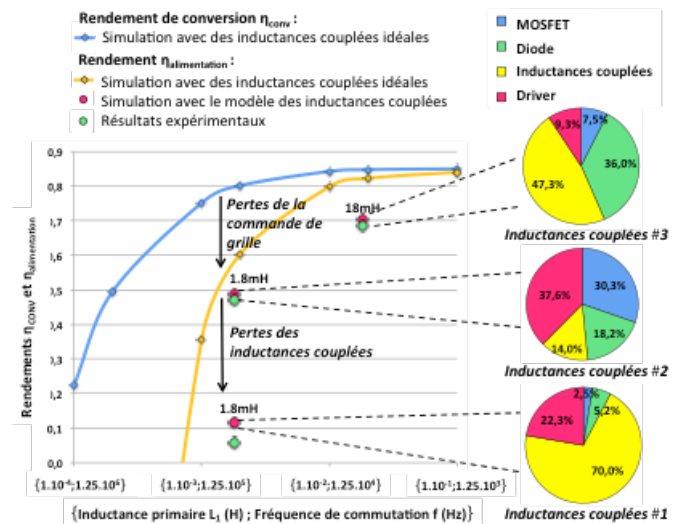 Rendement de conversion ηconv :
Simulation avec des inductances couplées idéales
Rendement ηalimentation :
Simulation avec des inductances couplées idéales
Simulation avec le modèle des inductances couplées
Résultats expérimentaux
MOSFET
Diode
Inductances couplées
Driver
Rendements ηCONV et ηalimentation
0,9
0,8
0,7
0,6
0,5
0,4
0,3
0,2
0,1
0,0
Pertes de la
commande de
grille
Pertes des
inductances couplées
18mH
1.8mH
1.8mH
9,3%
7,5%
36,0%
47,3%
Inductances couplées #3
37,6%
30,3%
18,2%
14,0%
Inductances couplées #2
2,5%
5,2%
22,3%
70,0%
Inductances couplées #1
{1.10⁻⁴;1.25.10⁶}
{1.10⁻³;1.25.10⁵}
{1.10⁻²;1.25.10⁴}
{1.10⁻¹;1.25.10³}
{Inductance primaire L₁ (H) ; Fréquence de commutation f (Hz)}